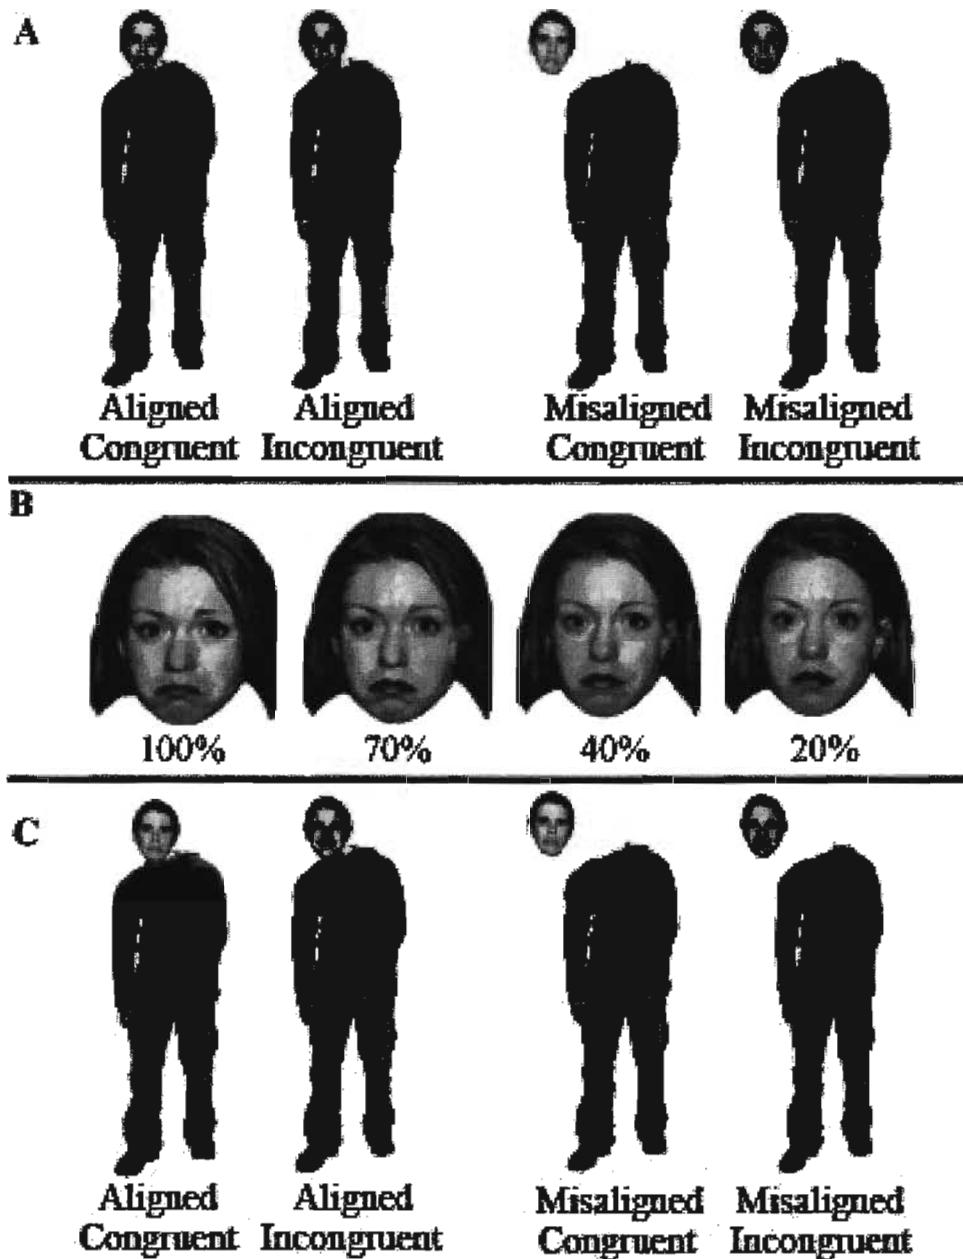 A
Aligned Aligned Misaligned Misaligned
Congruent Incongruent Congruent Incongruent
B
100% 70% 40% 20%
C
Aligned Aligned Misaligned Misaligned
Congruent Incongruent Congruent Incongruent